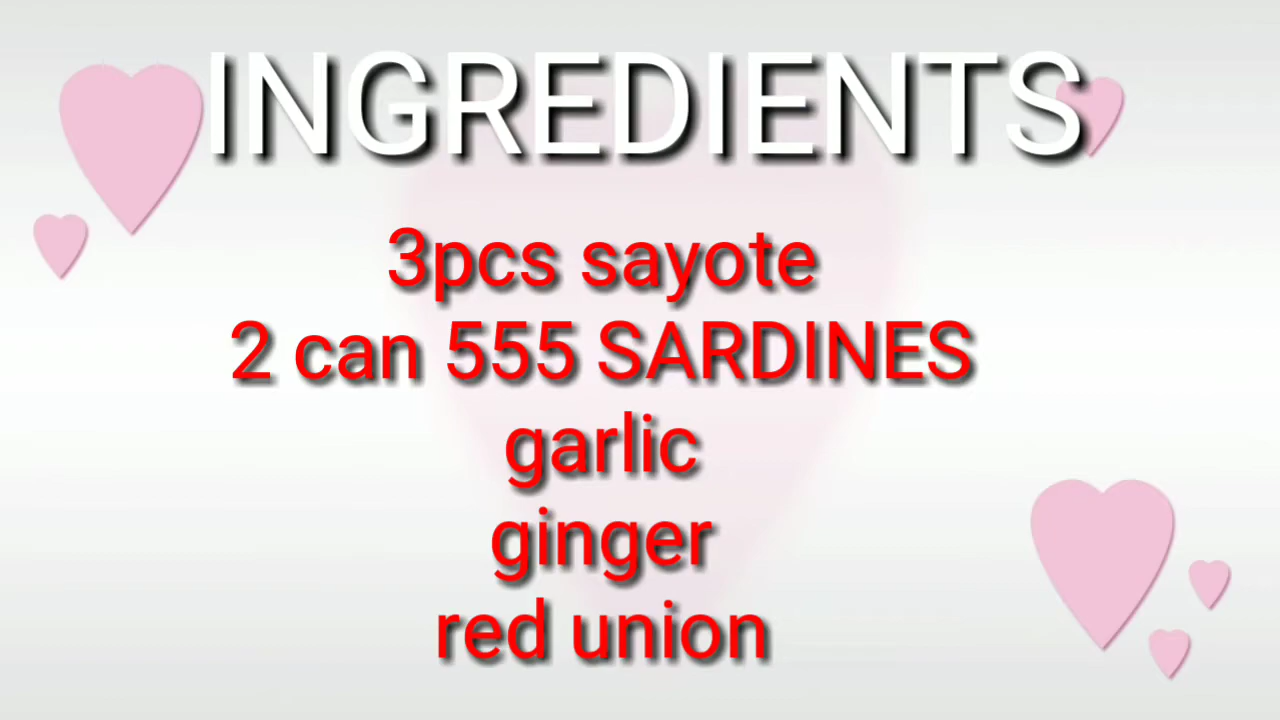 INGREDIENTS
3pcs sayote
2 can 555 SARDINES
garlic
ginger
red union